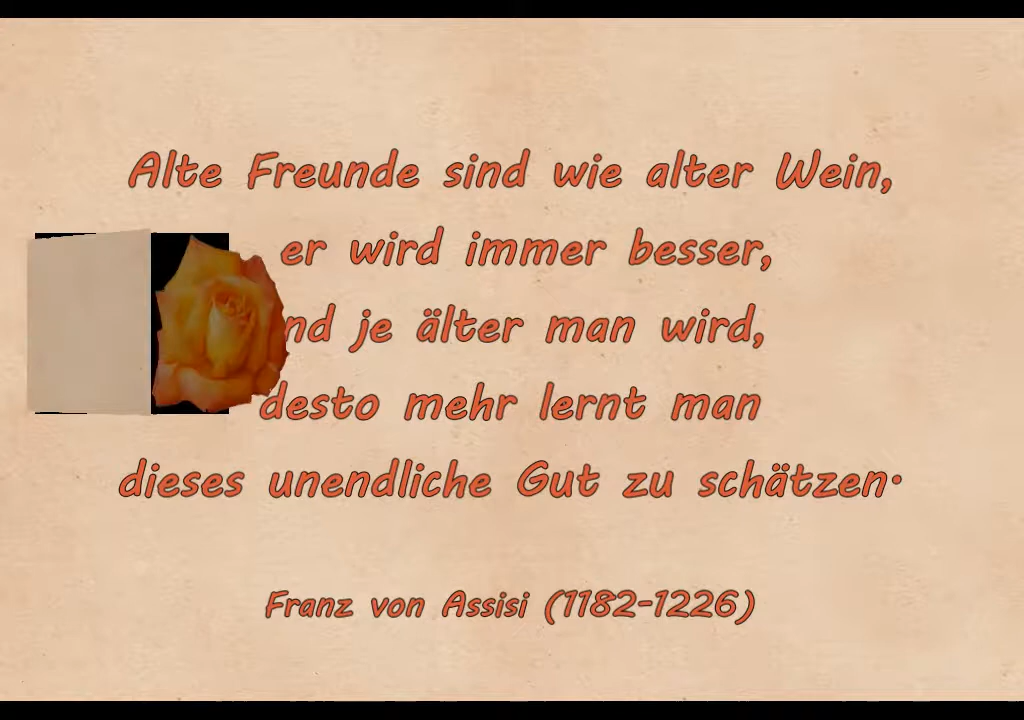 Alte Freunde sind wie alter Wein,
er wird immer besser,
nd je älter man wird,
desto mehr lernt man
dieses unendliche Gut zu schätzen.
Franz von Assisi (1182-1226)